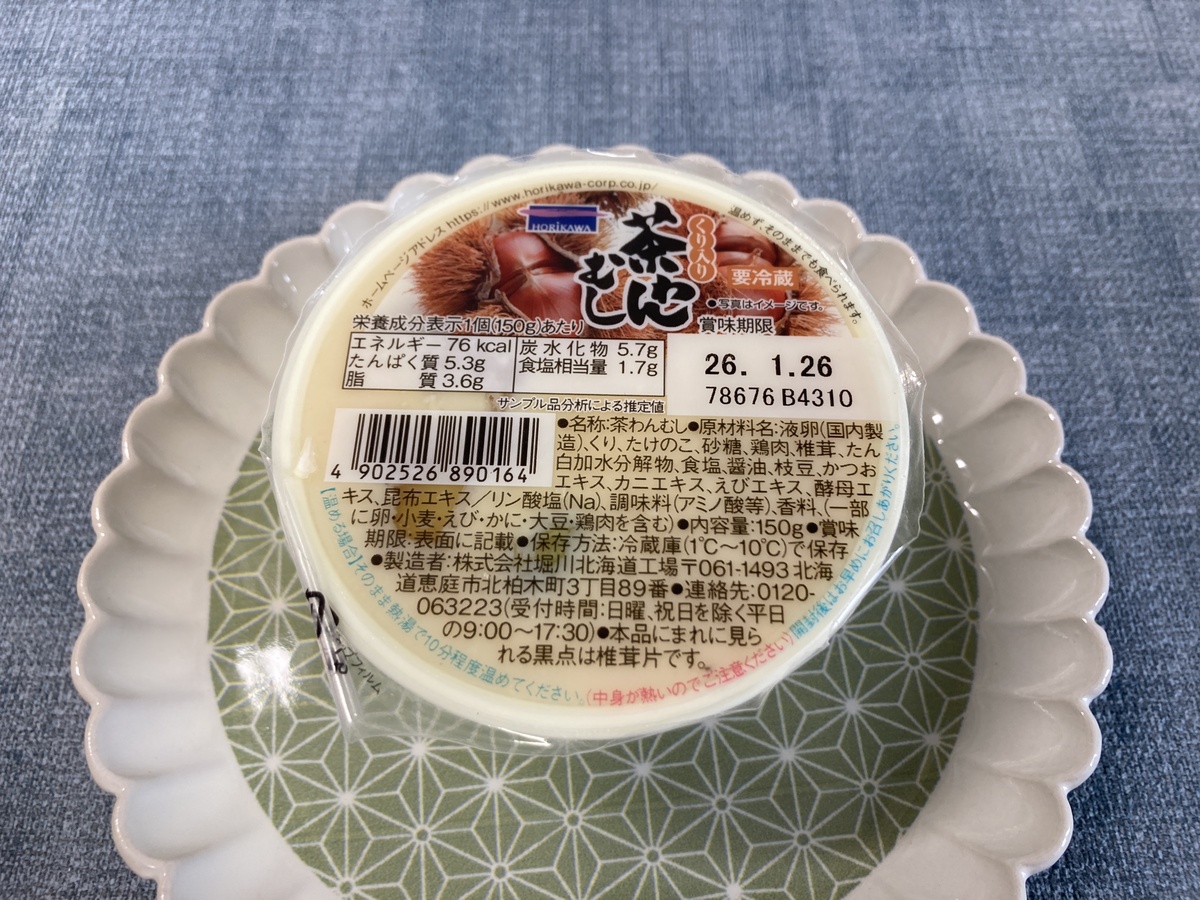 ホームページアドレス https://www.horikawa-corp.co.jp/
温めず、そのままでも食べられます。
HORIKAWA
茶わんむし
くり入り
要冷蔵
●写真はイメージです。
栄養成分表示1個(150g)あたり
エネルギー 76 kcal 炭水化物 5.7g
たんぱく質 5.3g 食塩相当量 1.7g
脂質 3.6g
サンプル品分析による推定値
賞味期限
26. 1.26
78676 B4310
4 902526 890164
●名称:茶わんむし●原材料名:液卵(国内製
造)、くり、たけのこ、砂糖、鶏肉、椎茸、たん
白加水分解物、食塩、醤油、枝豆、かつお
エキス、カニエキス、えびエキス、酵母エ
キス、昆布エキス/リン酸塩(Na)、調味料(アミノ酸等)、香料、(一部
に卵・小麦・えび・かに・大豆・鶏肉を含む)●内容量:150g●賞味
期限:表面に記載●保存方法:冷蔵庫(1℃〜10℃)で保存
●製造者:株式会社堀川北海道工場〒061-1493 北海
道恵庭市北柏木町3丁目89番●連絡先:0120-
063223(受付時間:日曜、祝日を除く平日
の9:00〜17:30)●本品にまれに見ら
れる黒点は椎茸片です。
【温める場合】そのまま熱湯で10分程度温めてください。(中身が熱いのでご注意ください)
開封後はお早めにお召しあがりください。